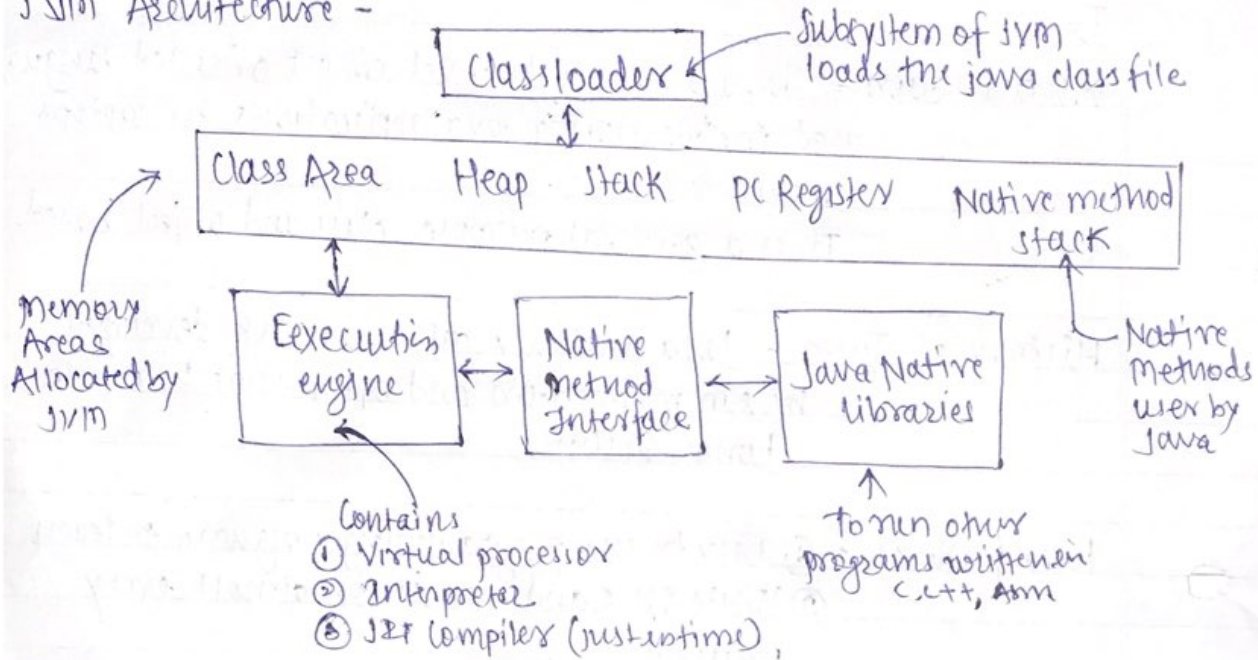 JVM Architecture -
Classloader
Subsystem of JVM
loads the java class file
Class Area Heap Stack PC Register Native method
stack
Memory
Areas
Allocated by
JVM
Eexecution
engine
Native
Method
Interface
Java Native
Libraries
Native
Methods
user by
Java
Contains
① Virtual processor
② Interpreter
③ JIT Compiler (just in time)
to run other
programs written in
C, C++, Asm